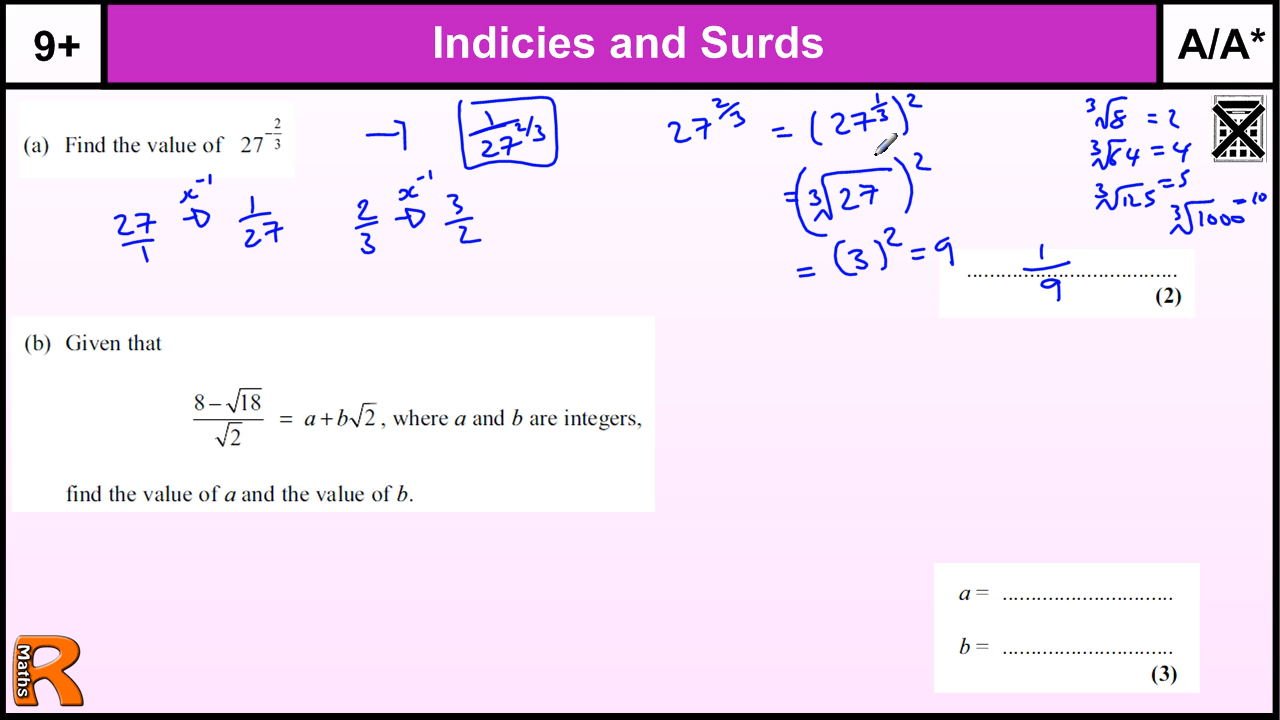 9+
Indicies and Surds
A/A*
(a) Find the value of 27^(-2/3)
→ 1/27^(2/3)
27/1 x^-1 → 1/27
2/3 x^-1 → 3/2
27^(2/3) = (27^(1/3))^2
= (∛27)^2
= (3)^2 = 9
∛8 = 2
∛64 = 4
∛125 = 5
∛1000 = 10
1/9
(2)
(b) Given that
(8 − √18)/√2 = a + b√2, where a and b are integers,
find the value of a and the value of b.
a = ..............................
b = ..............................
(3)
R
Maths